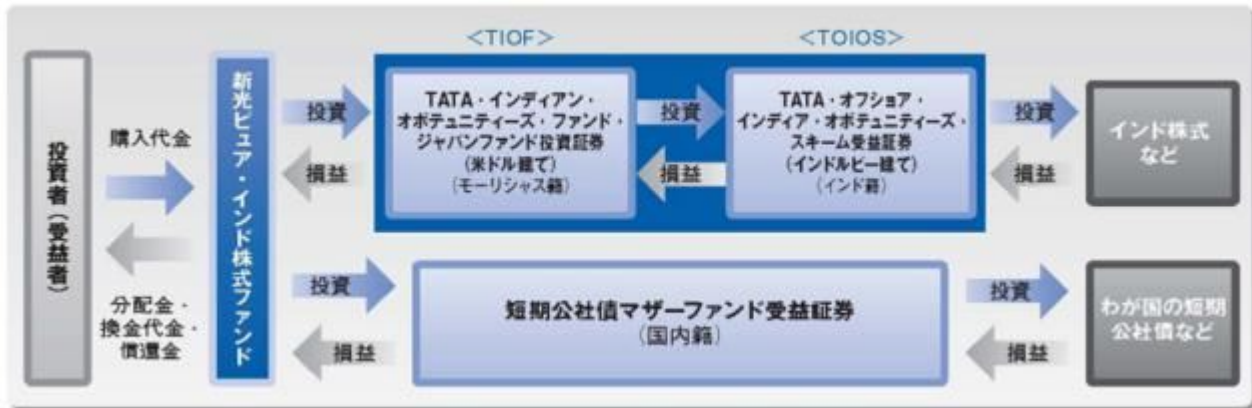 <TIOF>
<TOIOS>
投資者(受益者)
購入代金
分配金・
換金代金・
償還金
新光ピュア・インド株式ファンド
投資
損益
TATA・インディアン・
オポテュニティーズ・ファンド・
ジャパンファンド投資証券
(米ドル建て)
(モーリシャス籍)
投資
損益
TATA・オフショア・
インディア・オポテュニティーズ・
スキーム受益証券
(インドルピー建て)
(インド籍)
投資
損益
インド株式
など
投資
損益
短期公社債マザーファンド受益証券
(国内籍)
投資
損益
わが国の短期
公社債など